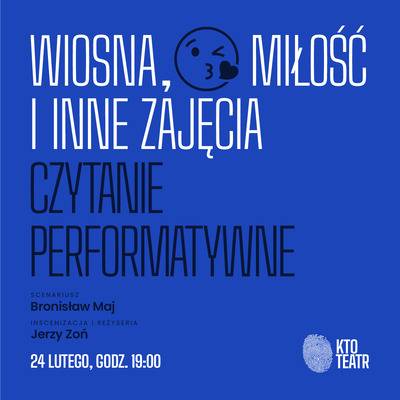 WIOSNA, MIŁOŚĆ
I INNE ZAJĘCIA
CZYTANIE
PERFORMATYWNE
SCENARIUSZ
Bronisław Maj
INSCENIZACJA I REŻYSERIA
Jerzy Zoń
24 LUTEGO, GODZ. 19:00
KTO
TEATR